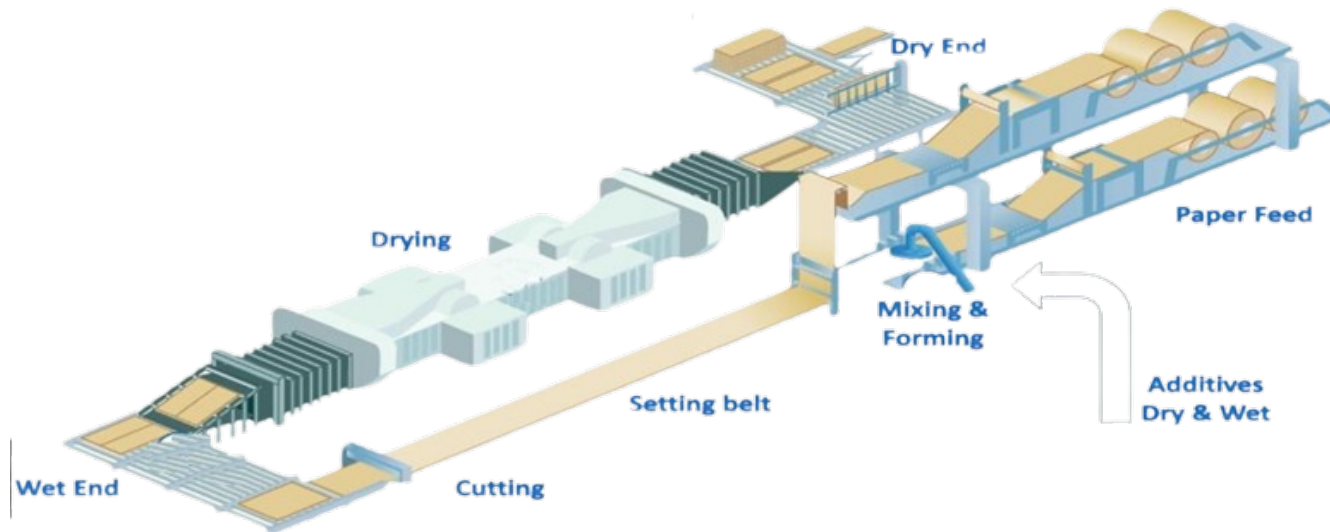 Dry End
Paper Feed
Drying
Mixing &
Forming
Additives
Dry & Wet
Setting belt
Wet End
Cutting